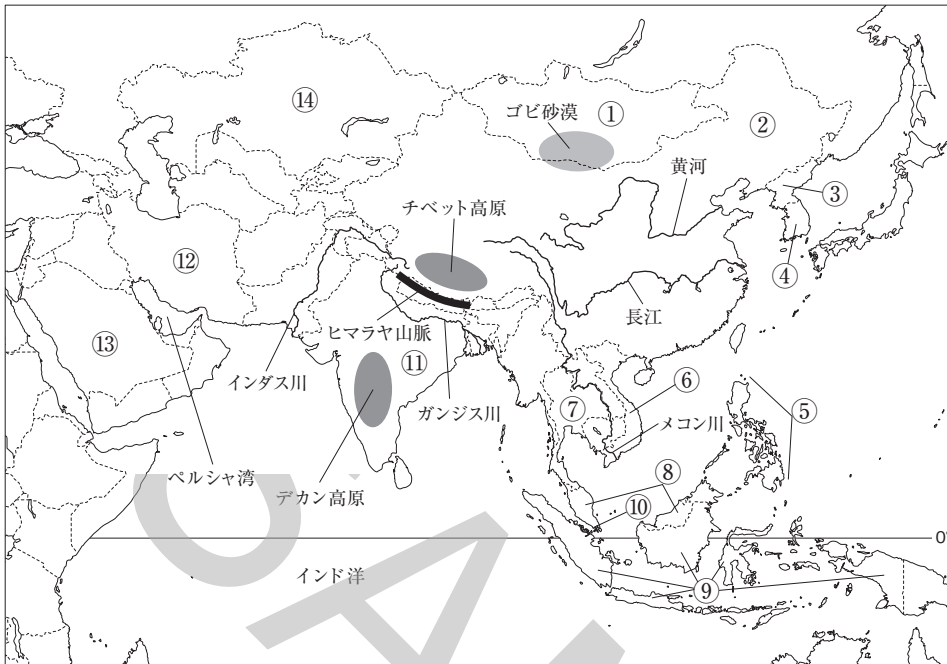 ⑭
ゴビ砂漠
①
②
黄河
③
チベット高原
④
⑫
長江
ヒマラヤ山脈
⑬
⑪
インダス川
ガンジス川
⑥
⑦
⑤
メコン川
ペルシャ湾
デカン高原
⑧
⑩
0°
インド洋
⑨